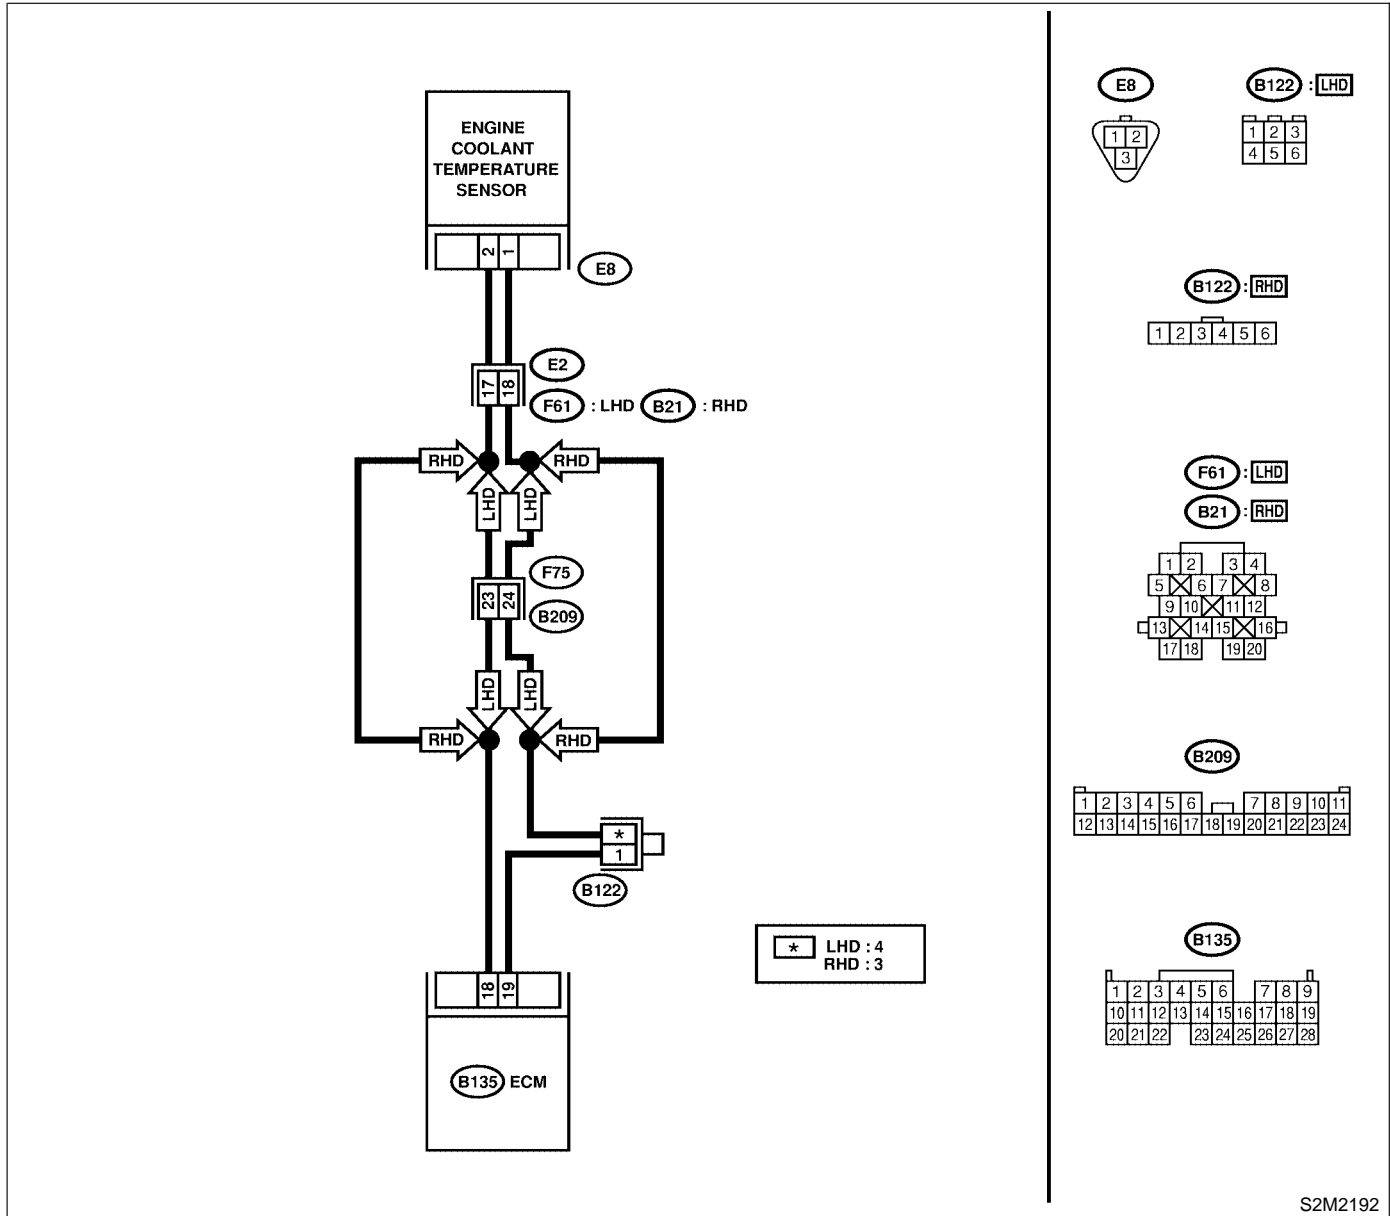 ENGINE
COOLANT
TEMPERATURE
SENSOR
2 1
E8
E2
17 18
F61 : LHD B21 : RHD
RHD RHD
LHD LHD
F75
23 24
B209
LHD LHD
RHD RHD
*
1
B122
* LHD : 4
RHD : 3
18 19
B135 ECM
E8
1 2
3
B122 : LHD
1 2 3
4 5 6
B122 : RHD
1 2 3 4 5 6
F61 : LHD
B21 : RHD
1 2 3 4
5 6 7 8
9 10 11 12
13 14 15 16
17 18 19 20
B209
1 2 3 4 5 6 7 8 9 10 11
12 13 14 15 16 17 18 19 20 21 22 23 24
B135
1 2 3 4 5 6 7 8 9
10 11 12 13 14 15 16 17 18 19
20 21 22 23 24 25 26 27 28
S2M2192